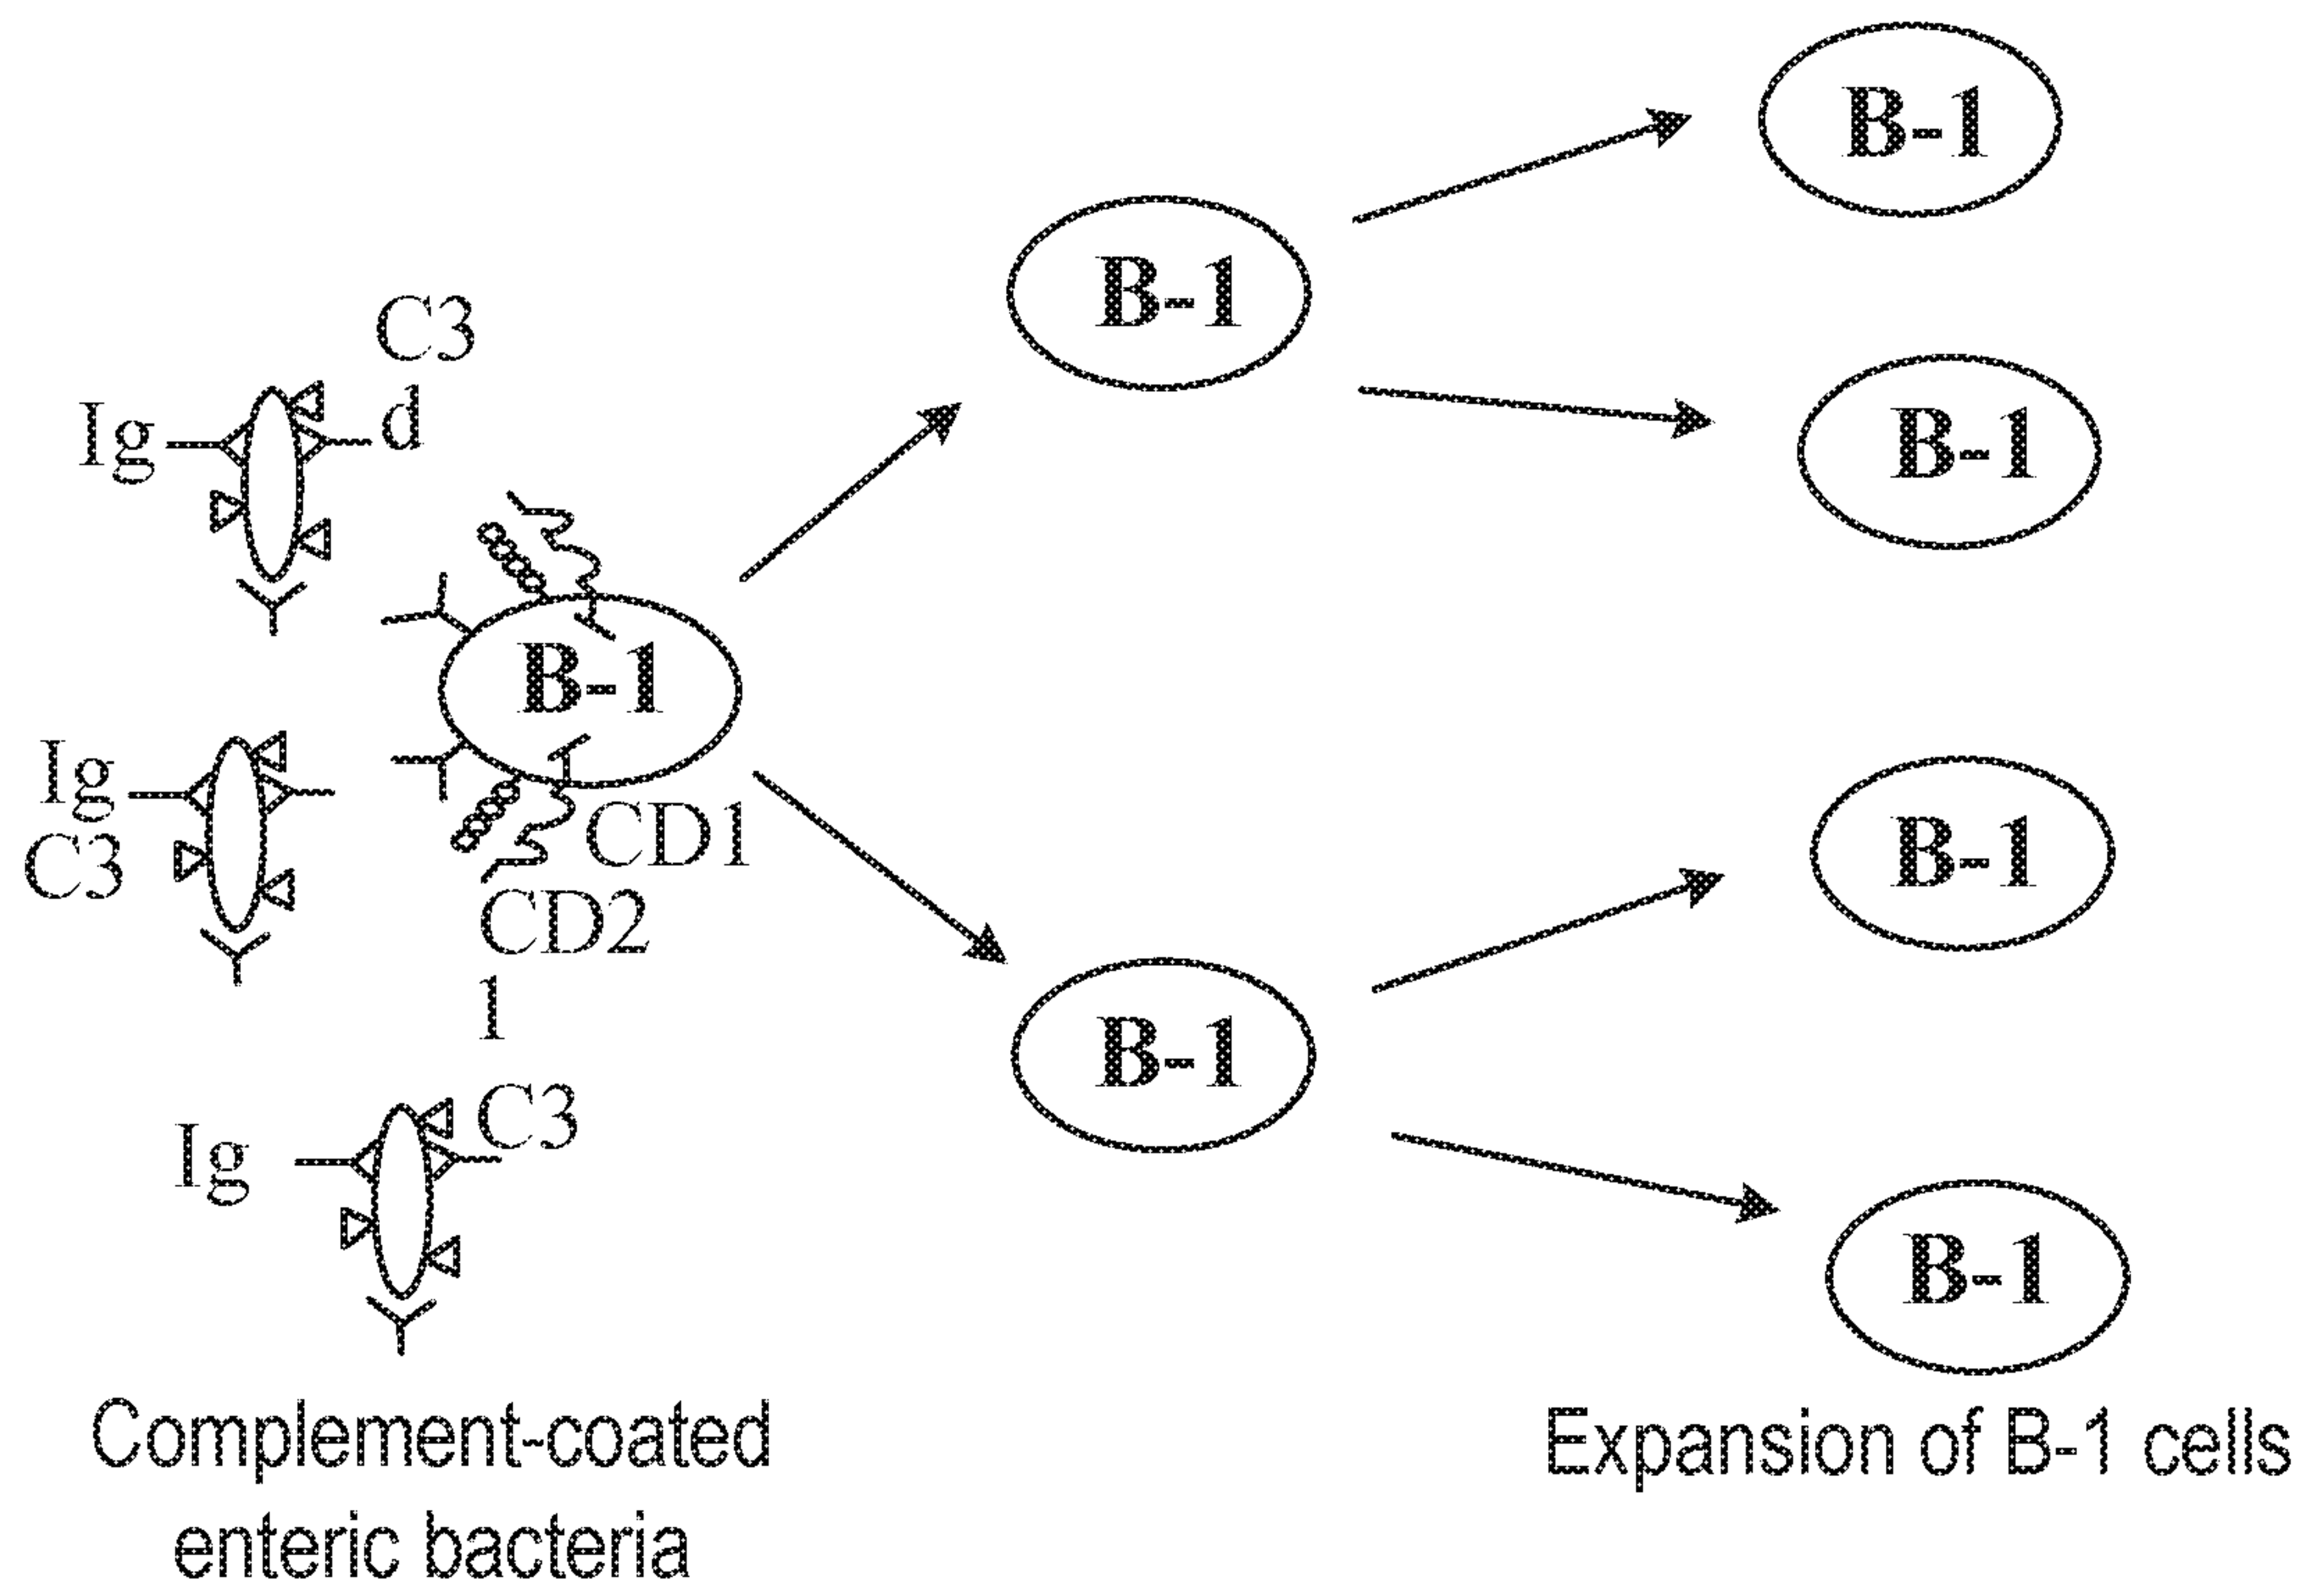 B-1
B-1
C3
d
Ig
B-1
B-1
Ig
C3
CD1
CD2
1
B-1
B-1
C3
Ig
B-1
Complement-coated
enteric bacteria
Expansion of B-1 cells